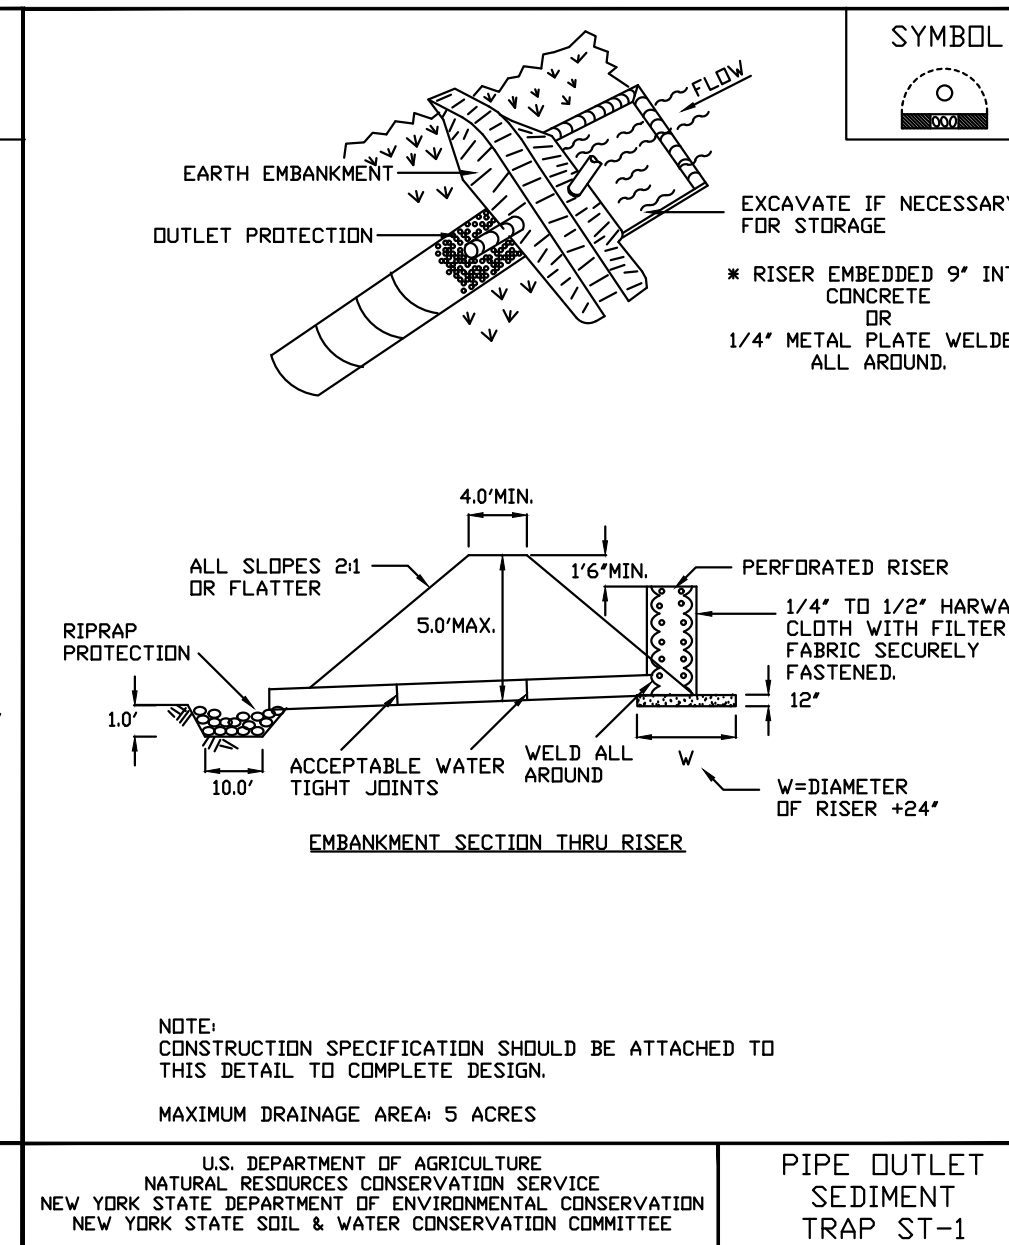 SYMBOL
FLOW
EARTH EMBANKMENT
OUTLET PROTECTION
EXCAVATE IF NECESSARY
FOR STORAGE
* RISER EMBEDDED 9" INT
CONCRETE
OR
1/4" METAL PLATE WELDE
ALL AROUND.
4.0'MIN.
ALL SLOPES 2:1
OR FLATTER
1'6"MIN.
PERFORATED RISER
5.0'MAX.
1/4" TO 1/2" HARWA
CLOTH WITH FILTER
FABRIC SECURELY
FASTENED.
RIPRAP
PROTECTION
12"
1.0'
10.0'
ACCEPTABLE WATER
TIGHT JOINTS
WELD ALL
AROUND
W
W=DIAMETER
OF RISER +24"
EMBANKMENT SECTION THRU RISER
NOTE:
CONSTRUCTION SPECIFICATION SHOULD BE ATTACHED TO
THIS DETAIL TO COMPLETE DESIGN.
MAXIMUM DRAINAGE AREA: 5 ACRES
U.S. DEPARTMENT OF AGRICULTURE
NATURAL RESOURCES CONSERVATION SERVICE
NEW YORK STATE DEPARTMENT OF ENVIRONMENTAL CONSERVATION
NEW YORK STATE SOIL & WATER CONSERVATION COMMITTEE
PIPE OUTLET
SEDIMENT
TRAP ST-1